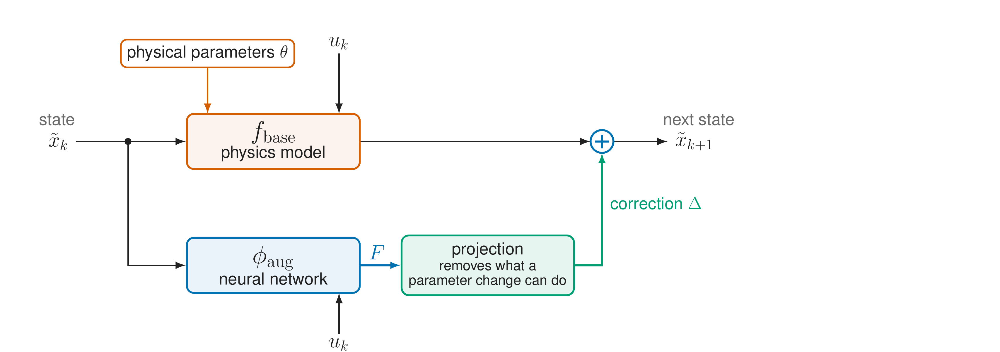 physical parameters θ
u_k
state
x̃_k
f_base
physics model
+
next state
x̃_{k+1}
correction Δ
ϕ_aug
neural network
F
projection
removes what a
parameter change can do
u_k